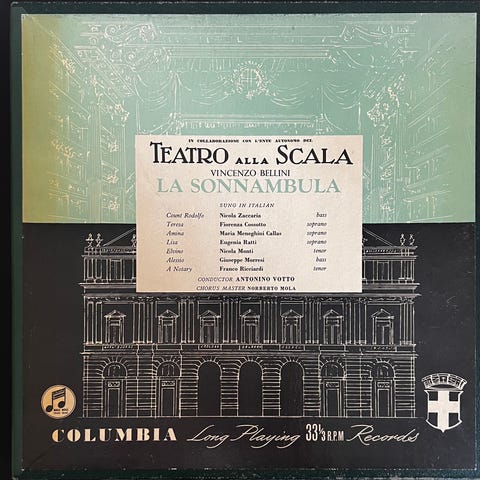 IN COLLABORAZIONE CON L'ENTE AUTONOMO DEL
TEATRO ALLA SCALA
VINCENZO BELLINI
LA SONNAMBULA
SUNG IN ITALIAN
Count Rodolfo Nicola Zaccaria bass
Teresa Fiorenza Cossotto soprano
Amina Maria Meneghini Callas soprano
Lisa Eugenia Ratti soprano
Elvino Nicola Monti tenor
Alessio Giuseppe Morresi bass
A Notary Franco Ricciardi tenor
CONDUCTOR ANTONINO VOTTO
CHORUS MASTER NORBERTO MOLA
COLUMBIA Long Playing 33⅓ R.P.M Records